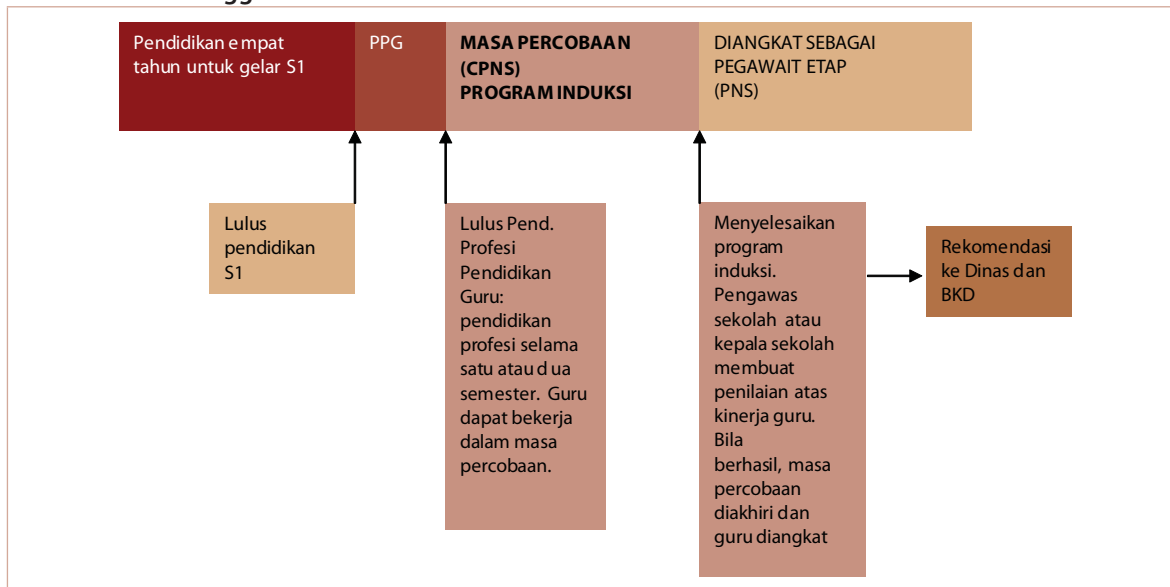 Pendidikan empat
tahun untuk gelar S1
PPG
MASA PERCOBAAN
(CPNS)
PROGRAM INDUKSI
DIANGKAT SEBAGAI
PEGAWAIT ETAP
(PNS)
Lulus
pendidikan
S1
Lulus Pend.
Profesi
Pendidikan
Guru:
pendidikan
profesi selama
satu atau d ua
semester. Guru
dapat bekerja
dalam masa
percobaan.
Menyelesaikan
program
induksi.
Pengawas
sekolah atau
kepala sekolah
membuat
penilaian atas
kinerja guru.
Bila
berhasil, masa
percobaan
diakhiri dan
guru diangkat
Rekomendasi
ke Dinas dan
BKD